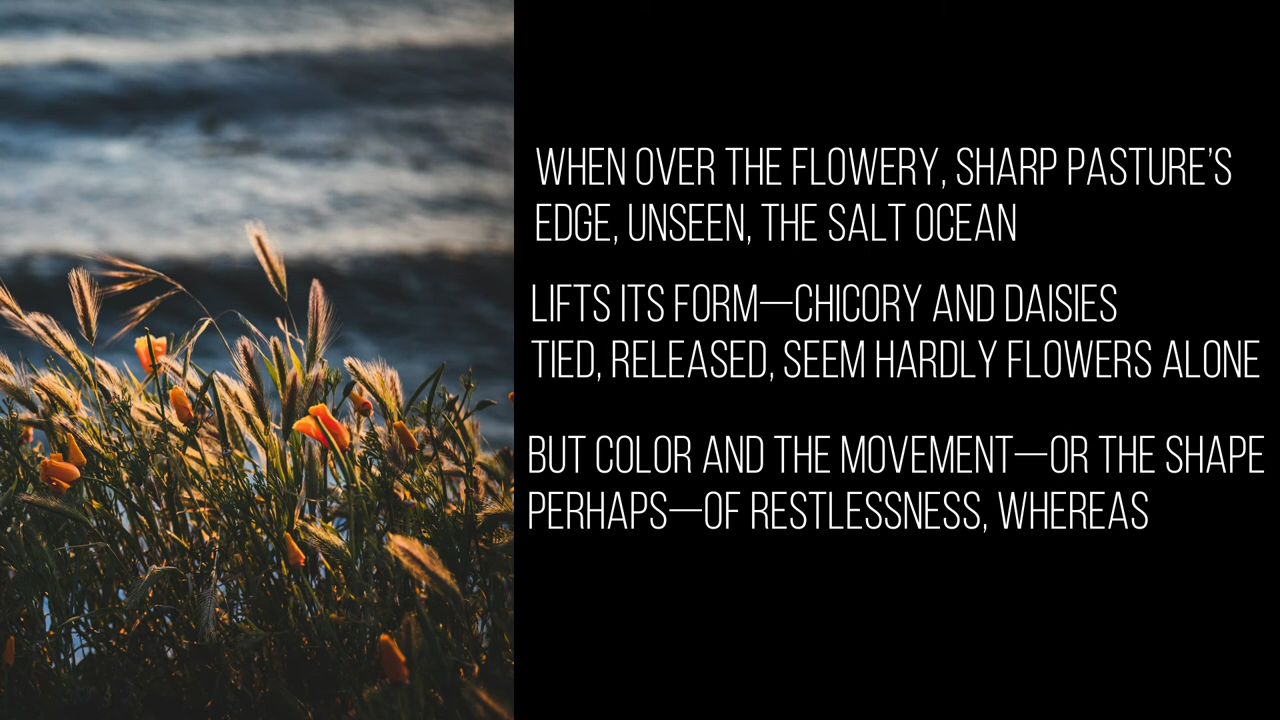 WHEN OVER THE FLOWERY, SHARP PASTURE’S
EDGE, UNSEEN, THE SALT OCEAN
LIFTS ITS FORM—CHICORY AND DAISIES
TIED, RELEASED, SEEM HARDLY FLOWERS ALONE
BUT COLOR AND THE MOVEMENT—OR THE SHAPE
PERHAPS—OF RESTLESSNESS, WHEREAS